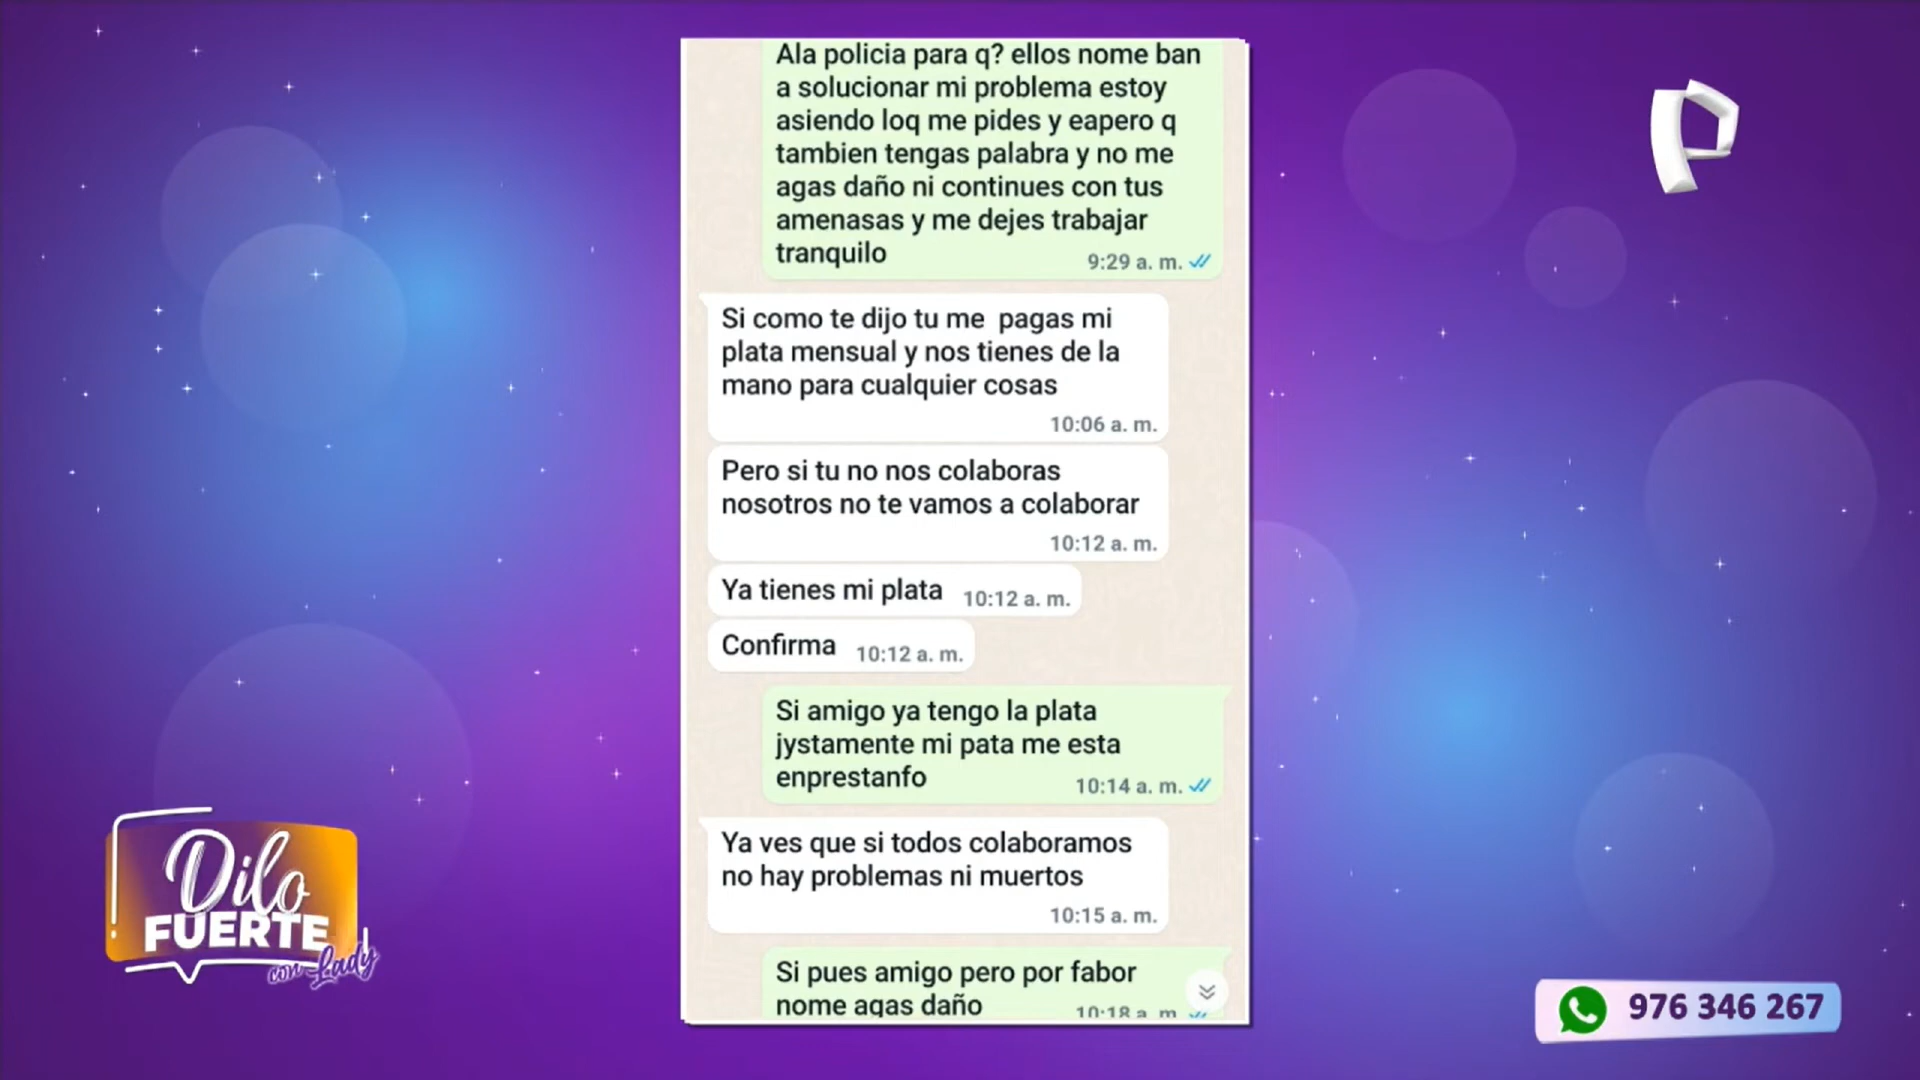 Ala policia para q? ellos nome ban
a solucionar mi problema estoy
asiendo loq me pides y eapero q
tambien tengas palabra y no me
agas daño ni continues con tus
amenasas y me dejes trabajar
tranquilo
9:29 a. m.
Si como te dijo tu me pagas mi
plata mensual y nos tienes de la
mano para cualquier cosas
10:06 a. m.
Pero si tu no nos colaboras
nosotros no te vamos a colaborar
10:12 a. m.
Ya tienes mi plata 10:12 a. m.
Confirma 10:12 a. m.
Si amigo ya tengo la plata
jystamente mi pata me esta
enprestanfo
10:14 a. m.
Ya ves que si todos colaboramos
no hay problemas ni muertos
10:15 a. m.
Si pues amigo pero por fabor
nome agas daño
10:18 a. m.
Dilo
FUERTE
con Lady
P
976 346 267